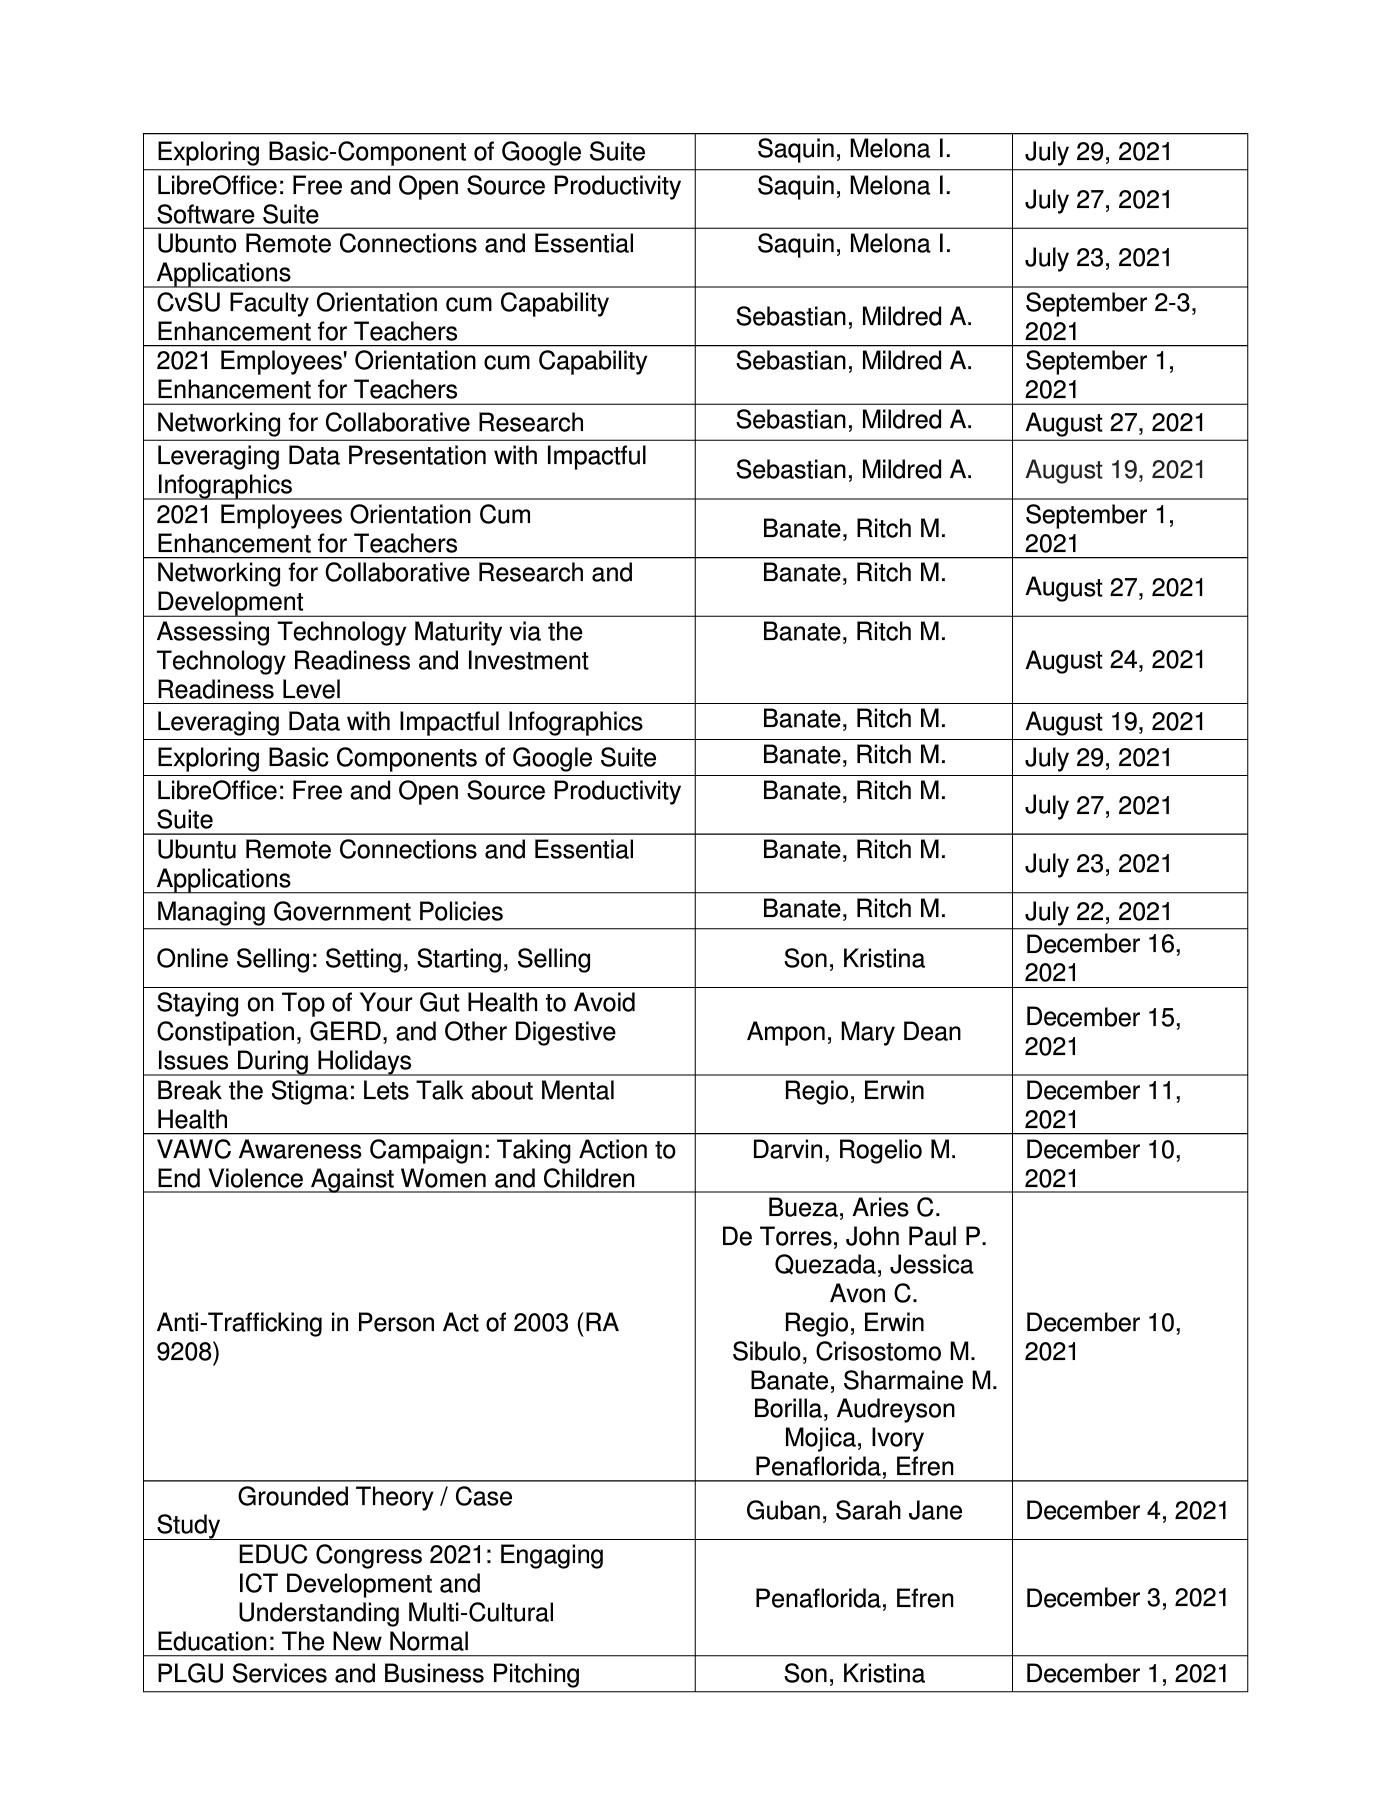 Exploring Basic-Component of Google Suite
Saquin, Melona I.
July 29, 2021
LibreOffice: Free and Open Source Productivity
Software Suite
Saquin, Melona I.
July 27, 2021
Ubunto Remote Connections and Essential
Applications
Saquin, Melona I.
July 23, 2021
CvSU Faculty Orientation cum Capability
Enhancement for Teachers
Sebastian, Mildred A.
September 2-3,
2021
2021 Employees' Orientation cum Capability
Enhancement for Teachers
Sebastian, Mildred A.
September 1,
2021
Networking for Collaborative Research
Sebastian, Mildred A.
August 27, 2021
Leveraging Data Presentation with Impactful
Infographics
Sebastian, Mildred A.
August 19, 2021
2021 Employees Orientation Cum
Enhancement for Teachers
Banate, Ritch M.
September 1,
2021
Networking for Collaborative Research and
Development
Banate, Ritch M.
August 27, 2021
Assessing Technology Maturity via the
Technology Readiness and Investment
Readiness Level
Banate, Ritch M.
August 24, 2021
Leveraging Data with Impactful Infographics
Banate, Ritch M.
August 19, 2021
Exploring Basic Components of Google Suite
Banate, Ritch M.
July 29, 2021
LibreOffice: Free and Open Source Productivity
Suite
Banate, Ritch M.
July 27, 2021
Ubuntu Remote Connections and Essential
Applications
Banate, Ritch M.
July 23, 2021
Managing Government Policies
Banate, Ritch M.
July 22, 2021
Online Selling: Setting, Starting, Selling
Son, Kristina
December 16,
2021
Staying on Top of Your Gut Health to Avoid
Constipation, GERD, and Other Digestive
Issues During Holidays
Ampon, Mary Dean
December 15,
2021
Break the Stigma: Lets Talk about Mental
Health
Regio, Erwin
December 11,
2021
VAWC Awareness Campaign: Taking Action to
End Violence Against Women and Children
Darvin, Rogelio M.
December 10,
2021
Anti-Trafficking in Person Act of 2003 (RA
9208)
Bueza, Aries C.
De Torres, John Paul P.
Quezada, Jessica
Avon C.
Regio, Erwin
Sibulo, Crisostomo M.
Banate, Sharmaine M.
Borilla, Audreyson
Mojica, Ivory
Penaflorida, Efren
December 10,
2021
Grounded Theory / Case
Study
Guban, Sarah Jane
December 4, 2021
EDUC Congress 2021: Engaging
ICT Development and
Understanding Multi-Cultural
Education: The New Normal
Penaflorida, Efren
December 3, 2021
PLGU Services and Business Pitching
Son, Kristina
December 1, 2021